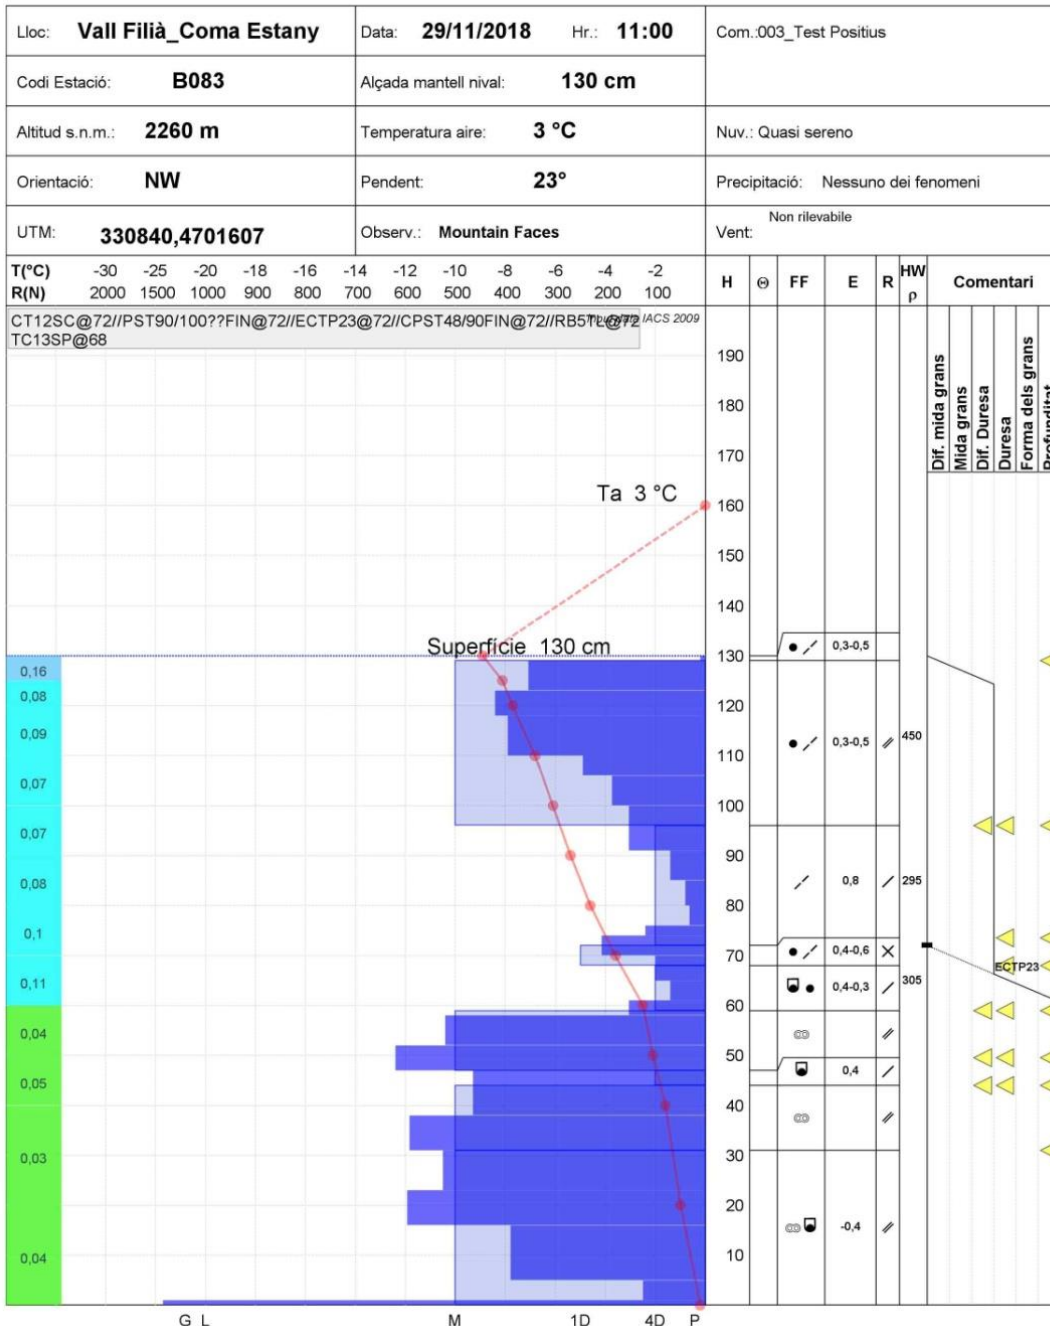 Lloc: Vall Filià_Coma Estany Data: 29/11/2018 Hr.: 11:00 Com.:003_Test Positius
Codi Estació: B083 Alçada mantell nival: 130 cm
Altitud s.n.m.: 2260 m Temperatura aire: 3 °C Nuv.: Quasi sereno
Orientació: NW Pendent: 23° Precipitació: Nessuno dei fenomeni
UTM: 330840,4701607 Observ.: Mountain Faces Vent: Non rilevabile
T(°C) -30 -25 -20 -18 -16 -14 -12 -10 -8 -6 -4 -2
R(N) 2000 1500 1000 900 800 700 600 500 400 300 200 100
H Θ FF E R HW ρ Comentari
CT12SC@72//PST90/100??FIN@72//ECTP23@72//CPST48/90FIN@72//RB5TL@72
IACS 2009
TC13SP@68
Dif. mida grans
Mida grans
Dif. Duresa
Duresa
Forma dels grans
Profunditat
190
180
170
Ta 3 °C
160
150
140
Superfície 130 cm
130 0,3-0,5
0,16
0,08 120
0,09 110 0,3-0,5 450
0,07 100
0,07 90
0,08 80 0,8 295
0,1 70 0,4-0,6
ECTP23
0,11 60 0,4-0,3 305
0,04 50
0,4
0,05 40
0,03 30
20 -0,4
0,04 10
G L M 1D 4D P